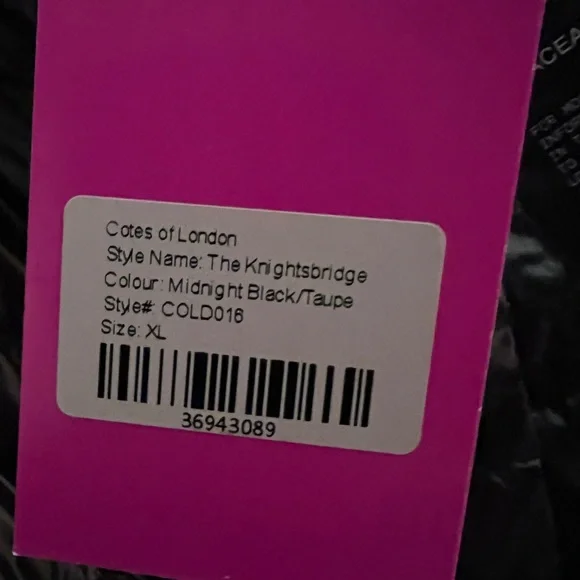 Cotes of London
Style Name: The Knightsbridge
Colour: Midnight Black/Taupe
Style#: COLD016
Size: XL
36943089